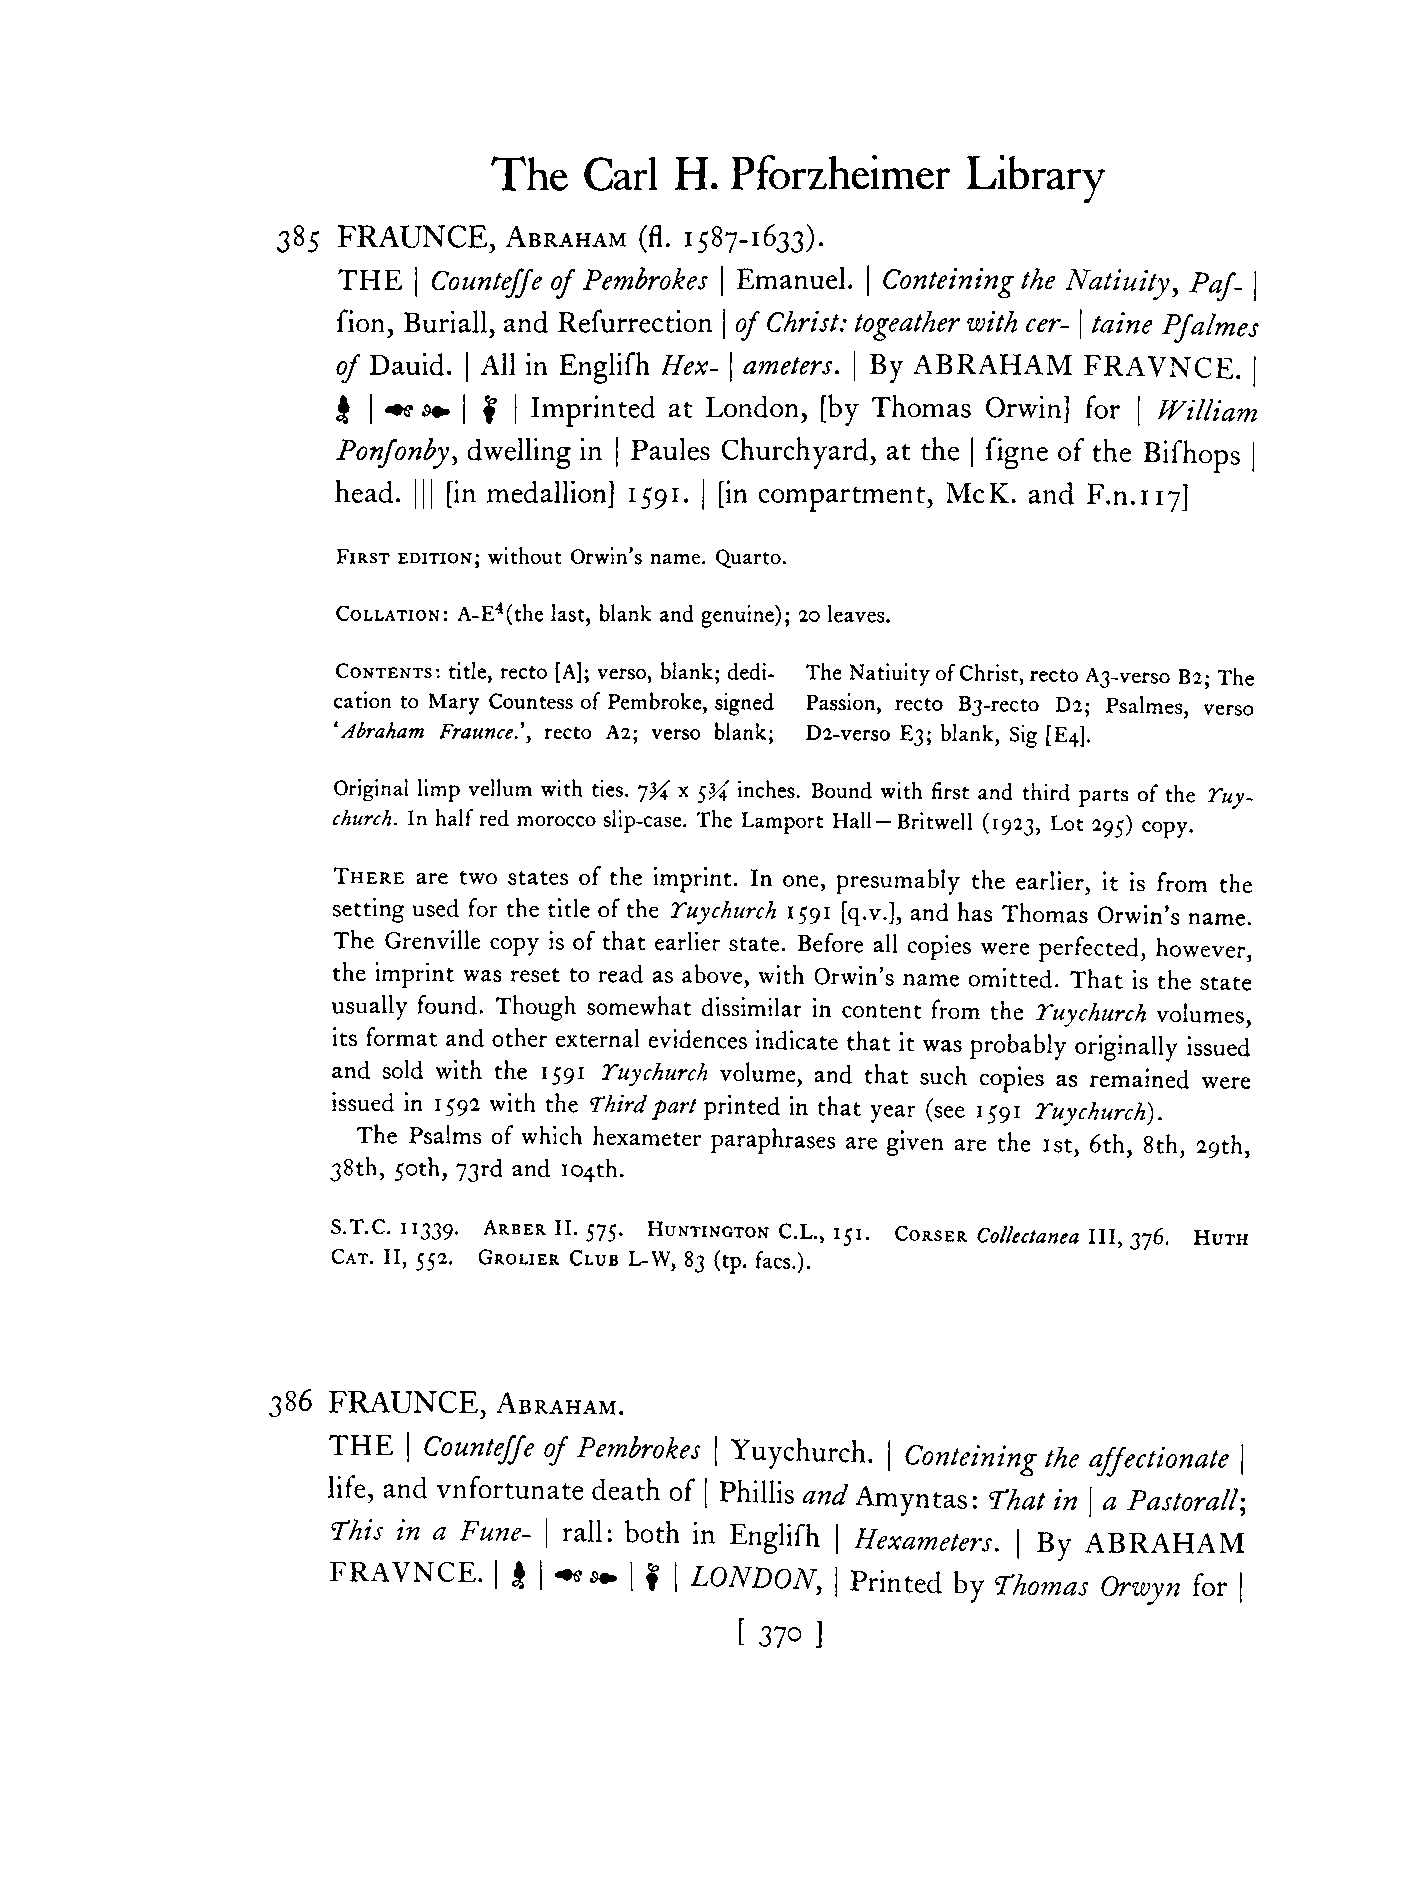 The Carl H. Pforzheimer Library
385 FRAUNCE, ABRAHAM (fl. 1587-1633).
THE | Counteſſe of Pembrokes | Emanuel. | Conteining the Natiuity, Paſ- |
ſion, Buriall, and Reſurrection | of Christ: togeather with cer- | taine Pſalmes
of Dauid. | All in Engliſh Hex- | ameters. | By ABRAHAM FRAVNCE. |
| | | Imprinted at London, [by Thomas Orwin] for | William
Ponſonby, dwelling in | Paules Churchyard, at the | ſigne of the Biſhops |
head. ||| [in medallion] 1591. | [in compartment, McK. and F.n.117]
FIRST EDITION; without Orwin's name. Quarto.
COLLATION: A-E⁴(the last, blank and genuine); 20 leaves.
CONTENTS: title, recto [A]; verso, blank; dedi-
cation to Mary Countess of Pembroke, signed
'Abraham Fraunce.', recto A2; verso blank;
The Natiuity of Christ, recto A3-verso B2; The
Passion, recto B3-recto D2; Psalmes, verso
D2-verso E3; blank, Sig [E4].
Original limp vellum with ties. 7¾ x 5¾ inches. Bound with first and third parts of the Yuy-
church. In half red morocco slip-case. The Lamport Hall—Britwell (1923, Lot 295) copy.
THERE are two states of the imprint. In one, presumably the earlier, it is from the
setting used for the title of the Yuychurch 1591 [q.v.], and has Thomas Orwin's name.
The Grenville copy is of that earlier state. Before all copies were perfected, however,
the imprint was reset to read as above, with Orwin's name omitted. That is the state
usually found. Though somewhat dissimilar in content from the Yuychurch volumes,
its format and other external evidences indicate that it was probably originally issued
and sold with the 1591 Yuychurch volume, and that such copies as remained were
issued in 1592 with the Third part printed in that year (see 1591 Yuychurch).
The Psalms of which hexameter paraphrases are given are the 1st, 6th, 8th, 29th,
38th, 50th, 73rd and 104th.
S.T.C. 11339. ARBER II. 575. HUNTINGTON C.L., 151. CORSER Collectanea III, 376. HUTH
CAT. II, 552. GROLIER CLUB L-W, 83 (tp. facs.).
386 FRAUNCE, ABRAHAM.
THE | Counteſſe of Pembrokes | Yuychurch. | Conteining the affectionate |
life, and vnfortunate death of | Phillis and Amyntas: That in | a Pastorall;
This in a Fune- | rall: both in Engliſh | Hexameters. | By ABRAHAM
FRAVNCE. | | | | LONDON, | Printed by Thomas Orwyn for |
[ 370 ]